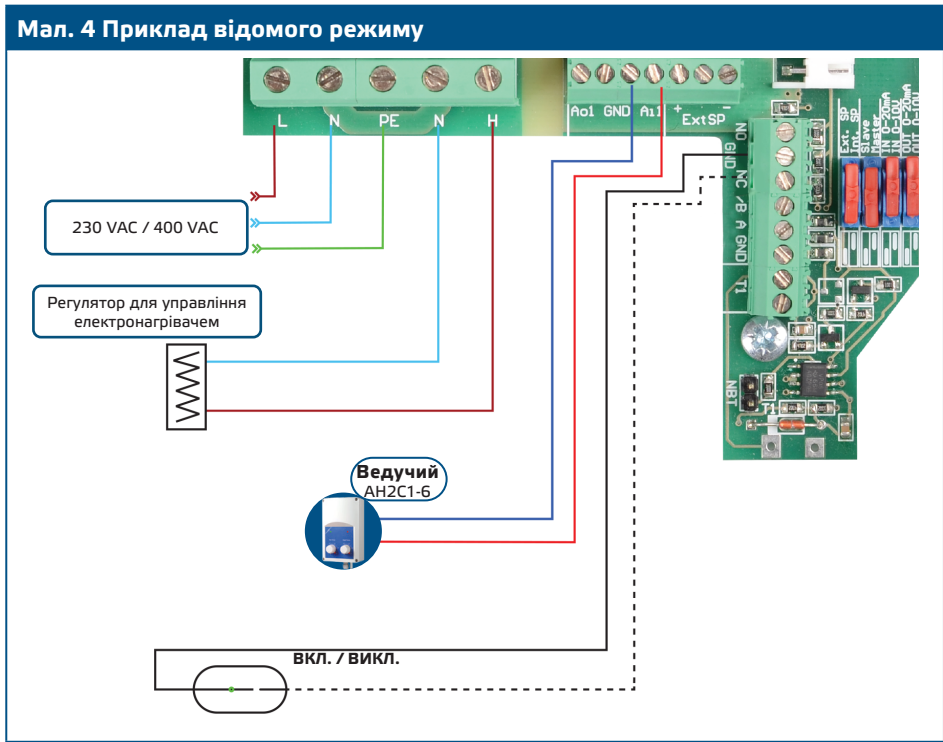 Мал. 4 Приклад відомого режиму
L N PE N H
Ao1 GND Ai1 + ExtSP -
NO GND NC /B A GND T1
Ext. SP
Int. SP
Slave
Master
IN 0-20mA
IN 0-10V
OUT 0-20mA
OUT 0-10V
230 VAC / 400 VAC
Регулятор для управління
електронагрівачем
NBT
T1
Ведучий
AH2C1-6
ВКЛ. / ВИКЛ.